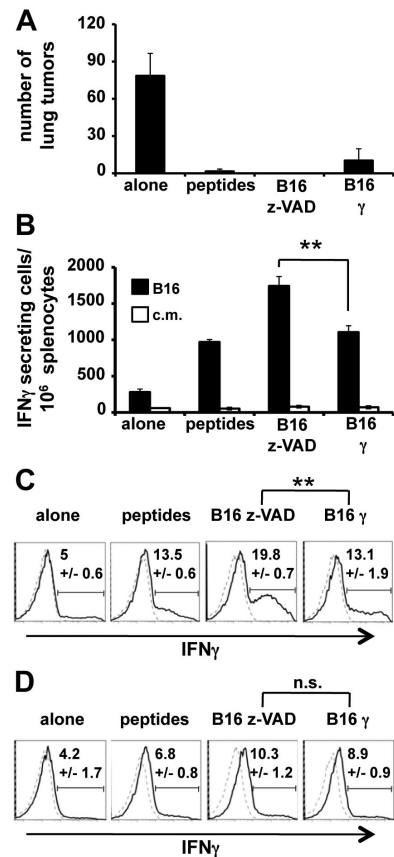 A
number of
lung tumors
120
90
60
30
0
alone
peptides
B16
z-VAD
B16
γ
B
IFNγ secreting cells/
10⁶ splenocytes
2000
1500
1000
500
0
B16
c.m.
**
alone
peptides
B16
z-VAD
B16
γ
C
**
alone
peptides
B16 z-VAD
B16 γ
5
+/- 0.6
13.5
+/- 0.6
19.8
+/- 0.7
13.1
+/- 1.9
IFNγ
D
n.s.
alone
peptides
B16 z-VAD
B16 γ
4.2
+/- 1.7
6.8
+/- 0.8
10.3
+/- 1.2
8.9
+/- 0.9
IFNγ